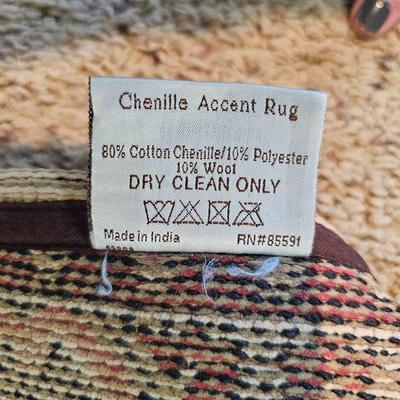 Chenille Accent Rug
80% Cotton Chenille/10% Polyester
10% Wool
DRY CLEAN ONLY
Made in India RN#85591